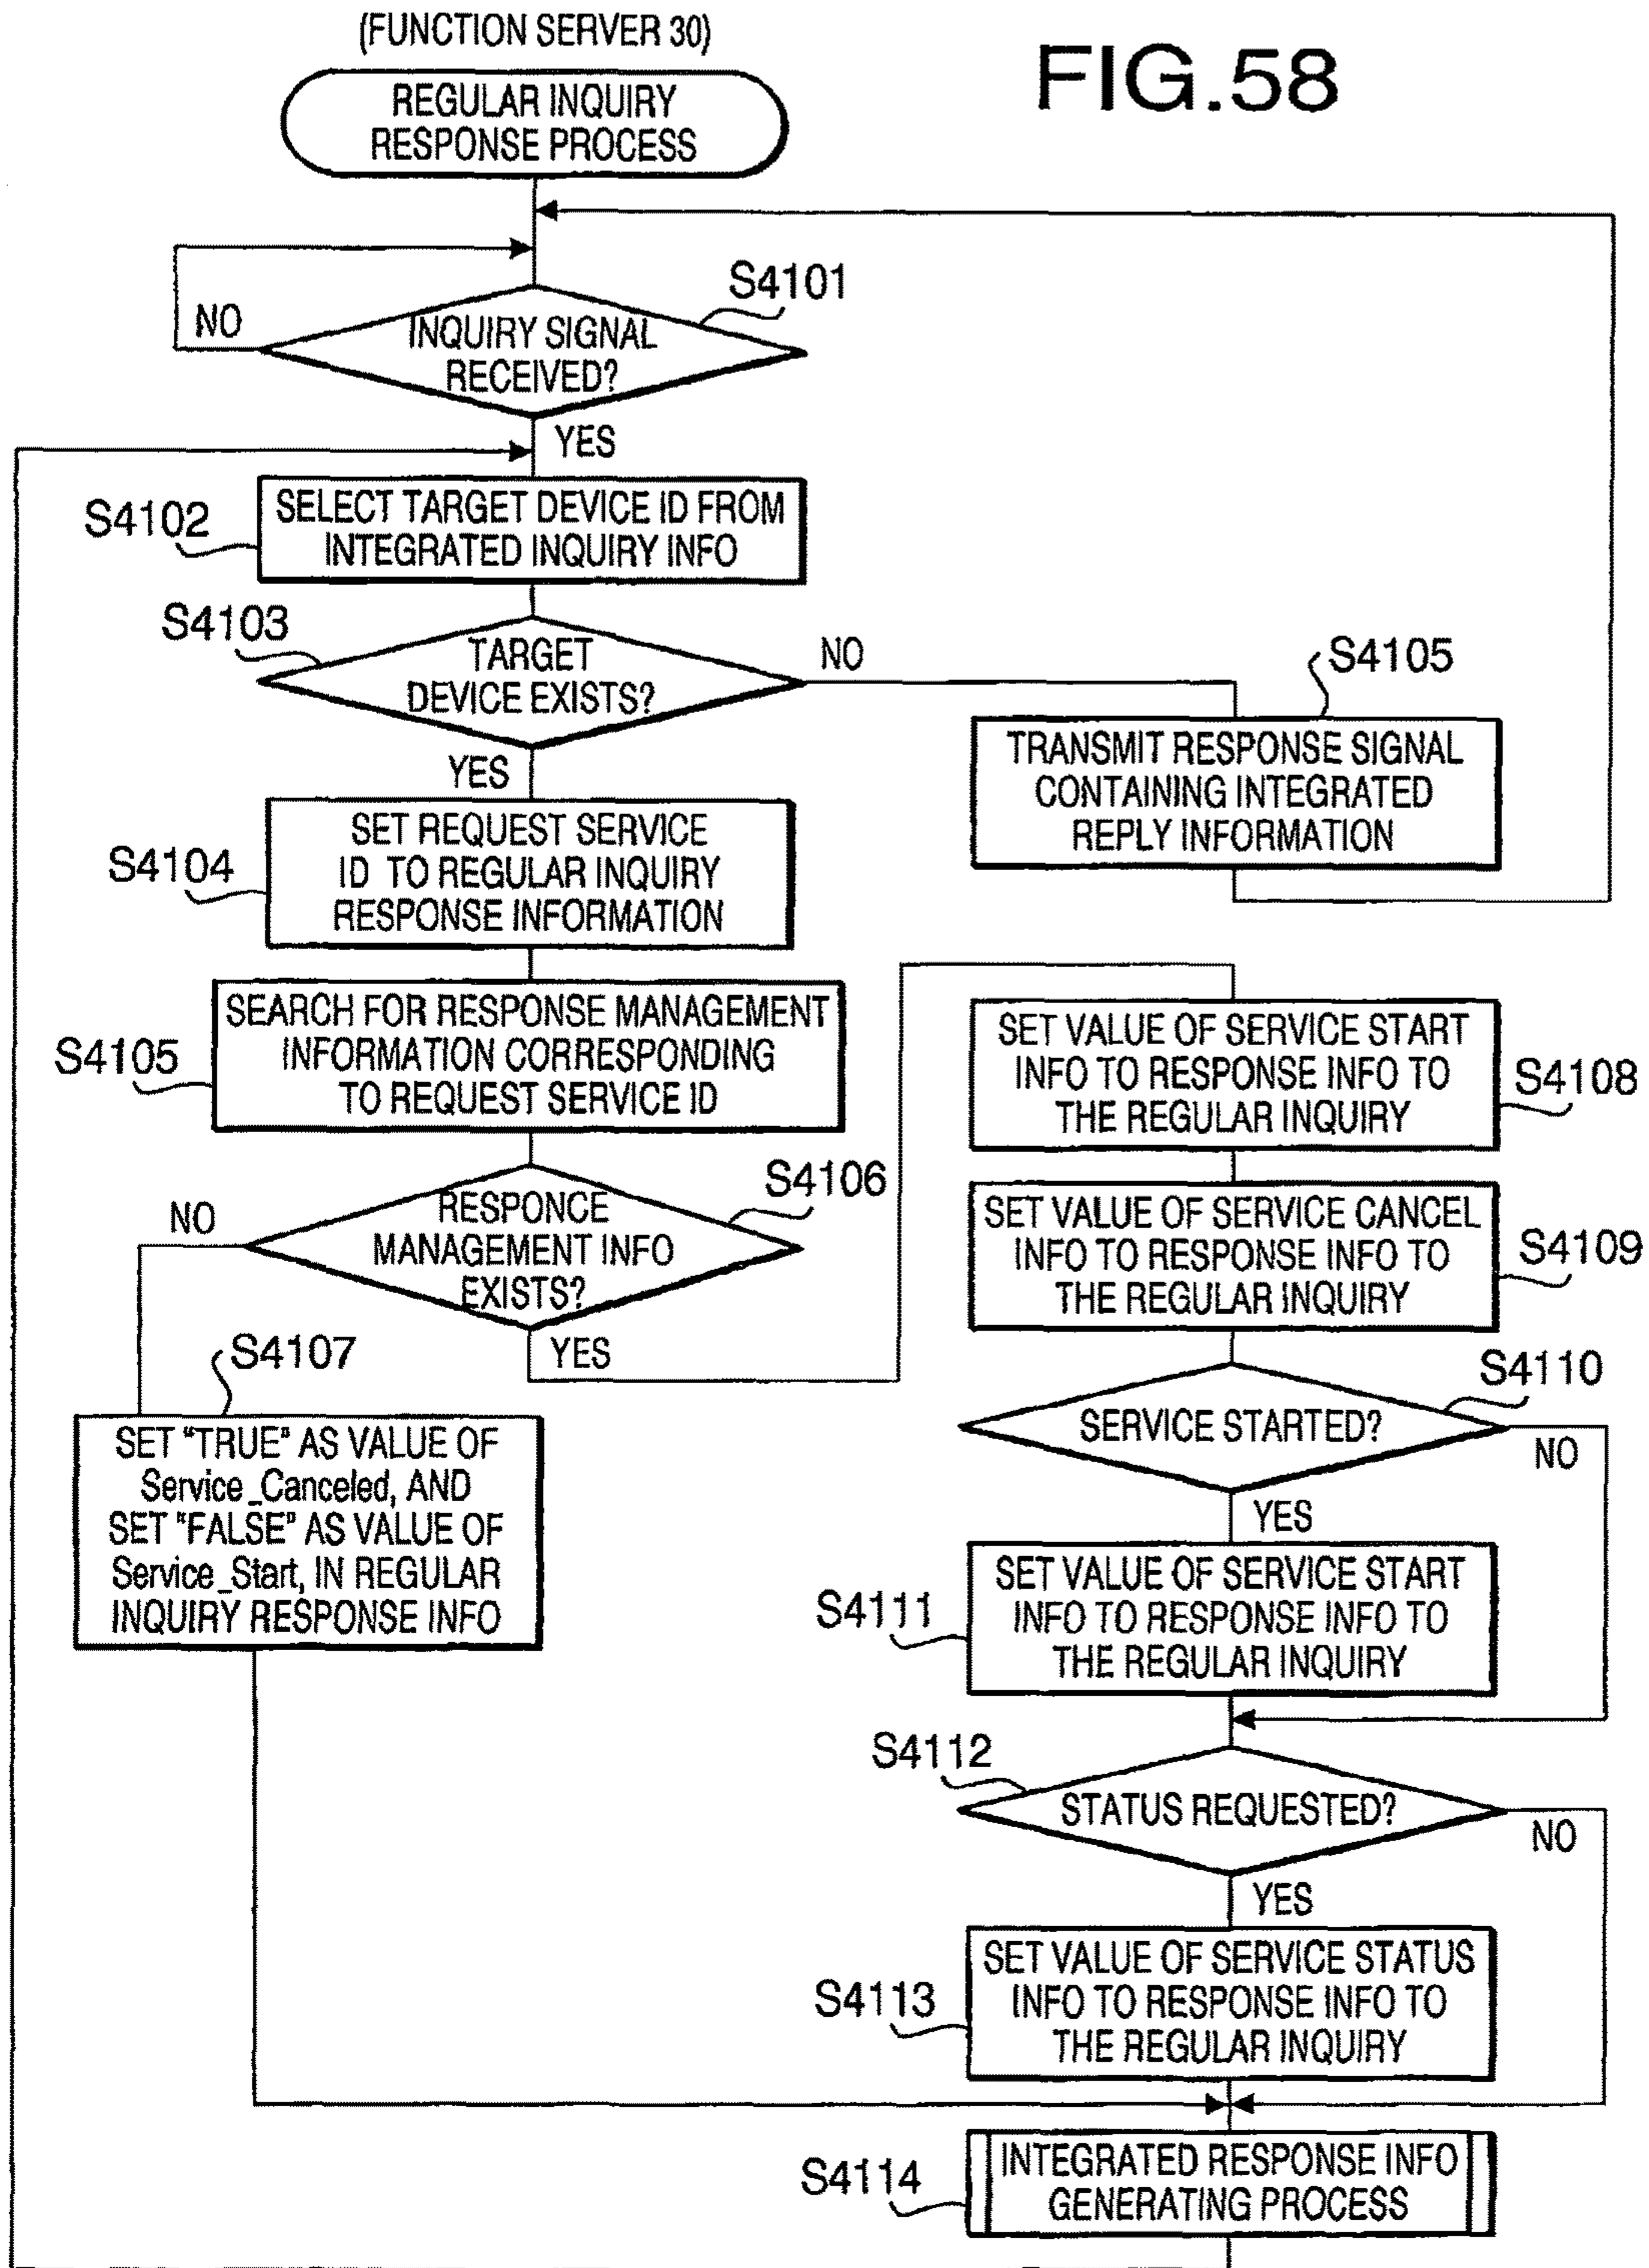 (FUNCTION SERVER 30)
FIG.58
REGULAR INQUIRY
RESPONSE PROCESS
S4101
NO
INQUIRY SIGNAL
RECEIVED?
YES
S4102
SELECT TARGET DEVICE ID FROM
INTEGRATED INQUIRY INFO
S4103
TARGET
DEVICE EXISTS?
NO
YES
S4105
TRANSMIT RESPONSE SIGNAL
CONTAINING INTEGRATED
REPLY INFORMATION
S4104
SET REQUEST SERVICE
ID TO REGULAR INQUIRY
RESPONSE INFORMATION
S4105
SEARCH FOR RESPONSE MANAGEMENT
INFORMATION CORRESPONDING
TO REQUEST SERVICE ID
S4106
NO
RESPONCE
MANAGEMENT INFO
EXISTS?
YES
S4107
SET "TRUE" AS VALUE OF
Service_Canceled, AND
SET "FALSE" AS VALUE OF
Service_Start, IN REGULAR
INQUIRY RESPONSE INFO
SET VALUE OF SERVICE START
INFO TO RESPONSE INFO TO
THE REGULAR INQUIRY
S4108
SET VALUE OF SERVICE CANCEL
INFO TO RESPONSE INFO TO
THE REGULAR INQUIRY
S4109
S4110
SERVICE STARTED?
NO
YES
S4111
SET VALUE OF SERVICE START
INFO TO RESPONSE INFO TO
THE REGULAR INQUIRY
S4112
STATUS REQUESTED?
NO
YES
S4113
SET VALUE OF SERVICE STATUS
INFO TO RESPONSE INFO TO
THE REGULAR INQUIRY
S4114
INTEGRATED RESPONSE INFO
GENERATING PROCESS